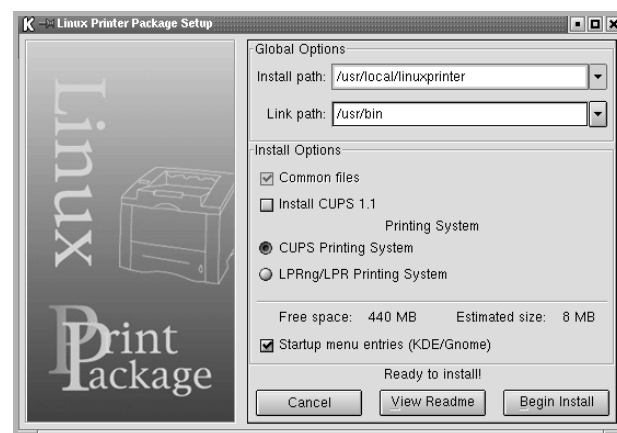 Linux Printer Package Setup
Linux
Print
Package
Global Options
Install path: /usr/local/linuxprinter
Link path: /usr/bin
Install Options
Common files
Install CUPS 1.1
Printing System
CUPS Printing System
LPRng/LPR Printing System
Free space: 440 MB Estimated size: 8 MB
Startup menu entries (KDE/Gnome)
Ready to install!
Cancel View Readme Begin Install